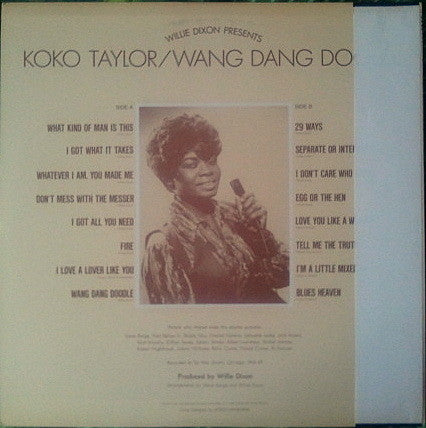 WILLIE DIXON PRESENTS
KOKO TAYLOR/WANG DANG DO
SIDE A
WHAT KIND OF MAN IS THIS
I GOT WHAT IT TAKES
WHATEVER I AM, YOU MADE ME
DON'T MESS WITH THE MESSER
I GOT ALL YOU NEED
FIRE
I LOVE A LOVER LIKE YOU
WANG DANG DOODLE
SIDE B
29 WAYS
SEPARATE OR INTE
I DON'T CARE WHO
EGG OR THE HEN
LOVE YOU LIKE A W
TELL ME THE TRUT
I'M A LITTLE MIXE
BLUES HEAVEN
Produced by Willie Dixon